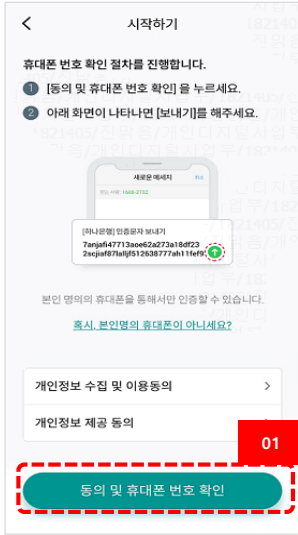 시작하기
휴대폰 번호 확인 절차를 진행합니다.
1 [동의 및 휴대폰 번호 확인] 을 누르세요.
2 아래 화면이 나타나면 [보내기]를 해주세요.
새로운 메세지
1666-2732
[하나은행] 인증문자 보내기
7anjafi47713aoe62a273a18df23
2scjiaf87lalljf512638777ah11fef9
본인 명의의 휴대폰을 통해서만 인증할 수 있습니다.
혹시, 본인명의 휴대폰이 아니세요?
개인정보 수집 및 이용동의
개인정보 제공 동의
01
동의 및 휴대폰 번호 확인